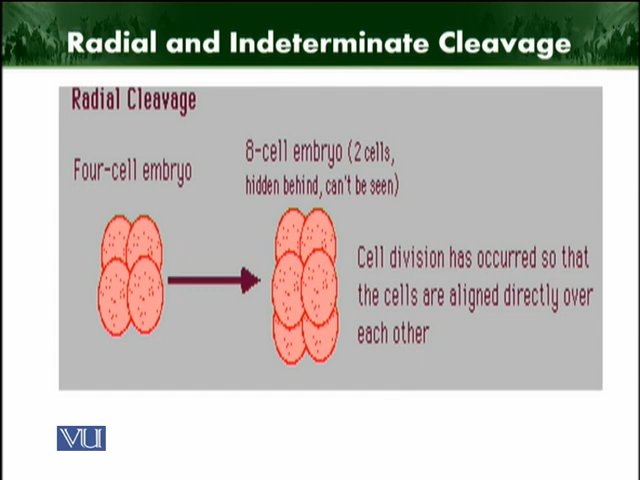 Radial and Indeterminate Cleavage
Radial Cleavage
Four-cell embryo
8-cell embryo (2 cells,
hidden behind, can't be seen)
Cell division has occurred so that
the cells are aligned directly over
each other
VU